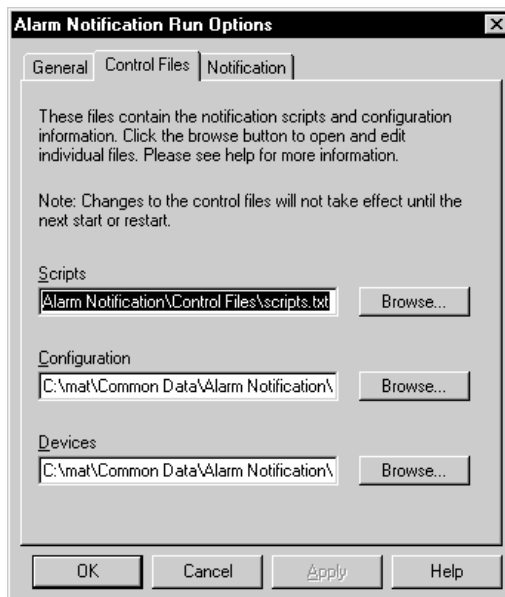 Alarm Notification Run Options
General Control Files Notification
These files contain the notification scripts and configuration
information. Click the browse button to open and edit
individual files. Please see help for more information.
Note: Changes to the control files will not take effect until the
next start or restart.
Scripts
Alarm Notification\Control Files\scripts.txt Browse...
Configuration
C:\mat\Common Data\Alarm Notification\ Browse...
Devices
C:\mat\Common Data\Alarm Notification\ Browse...
OK Cancel Apply Help